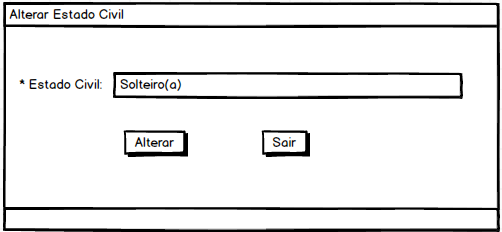 Alterar Estado Civil
* Estado Civil: Solteiro(a)
Alterar Sair